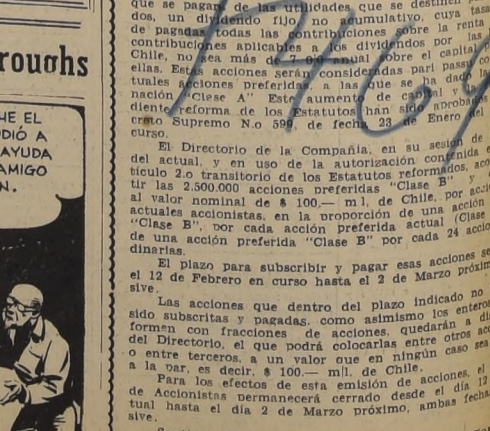 roughs
HE EL
DIÓ A
AYUDA
AMIGO
N.
que se pagar de las utilidades que se destinen
dos, un dividendo fijo, no acumulativo, cuya tasa
de pagadas todas las contribuciones sobre la renta
contribuciones aplicables a los dividendos por las
Chile, no sea más de anual sobre el capital
ellas. Estas acciones serán consideradas pari passu co
tuales acciones preferidas, a las que se ha dado la
nación "Clase A" Este aumento de capital y
diente reforma de los Estatutos han sido aprobados
creto Supremo N.o 596, de fecha 23 de Enero del
curso.
El Directorio de la Compañía, en su sesión de
del actual, y en uso de la autorización contenida e
tículo 2.o transitorio de los Estatutos reformados, acor
tir las 2.500.000 acciones preferidas "Clase B" y
al valor nominal de $ 100.— m|l, de Chile, por acció
actuales accionistas, en la proporción de una acción
"Clase B", por cada acción preferida actual (Clase
de una acción preferida "Clase B" por cada 24 accio
dinarias.
El plazo para subscribir y pagar esas acciones se
el 12 de Febrero en curso hasta el 2 de Marzo próxim
sive.
Las acciones que dentro del plazo indicado no
sido subscritas y pagadas, como asimismo los enteros
formen con fracciones de acciones, quedarán a di
del Directorio, el que podrá colocarlas entre otros acc
o entre terceros, a un valor que en ningún caso sea
a la par, es decir, $ 100.— m|l. de Chile.
Para los efectos de esta emisión de acciones, el
de Accionistas permanecerá cerrado desde el día 12
tual hasta el día 2 de Marzo próximo, ambas fechas
sive.